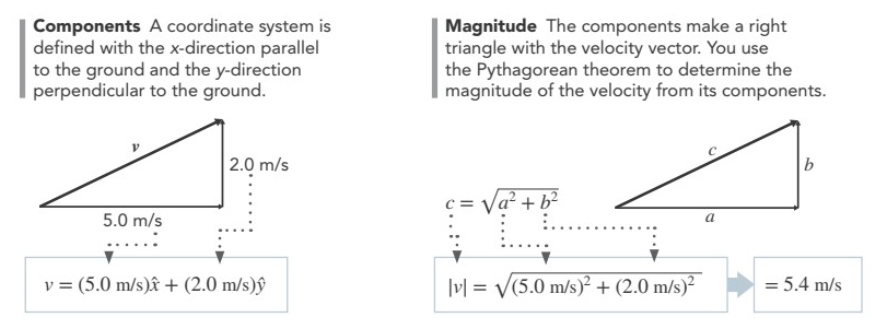 Components A coordinate system is
defined with the x-direction parallel
to the ground and the y-direction
perpendicular to the ground.
v
2.0 m/s
5.0 m/s
v = (5.0 m/s)x̂ + (2.0 m/s)ŷ
Magnitude The components make a right
triangle with the velocity vector. You use
the Pythagorean theorem to determine the
magnitude of the velocity from its components.
c
b
a
c = √(a² + b²)
|v| = √((5.0 m/s)² + (2.0 m/s)²)
= 5.4 m/s